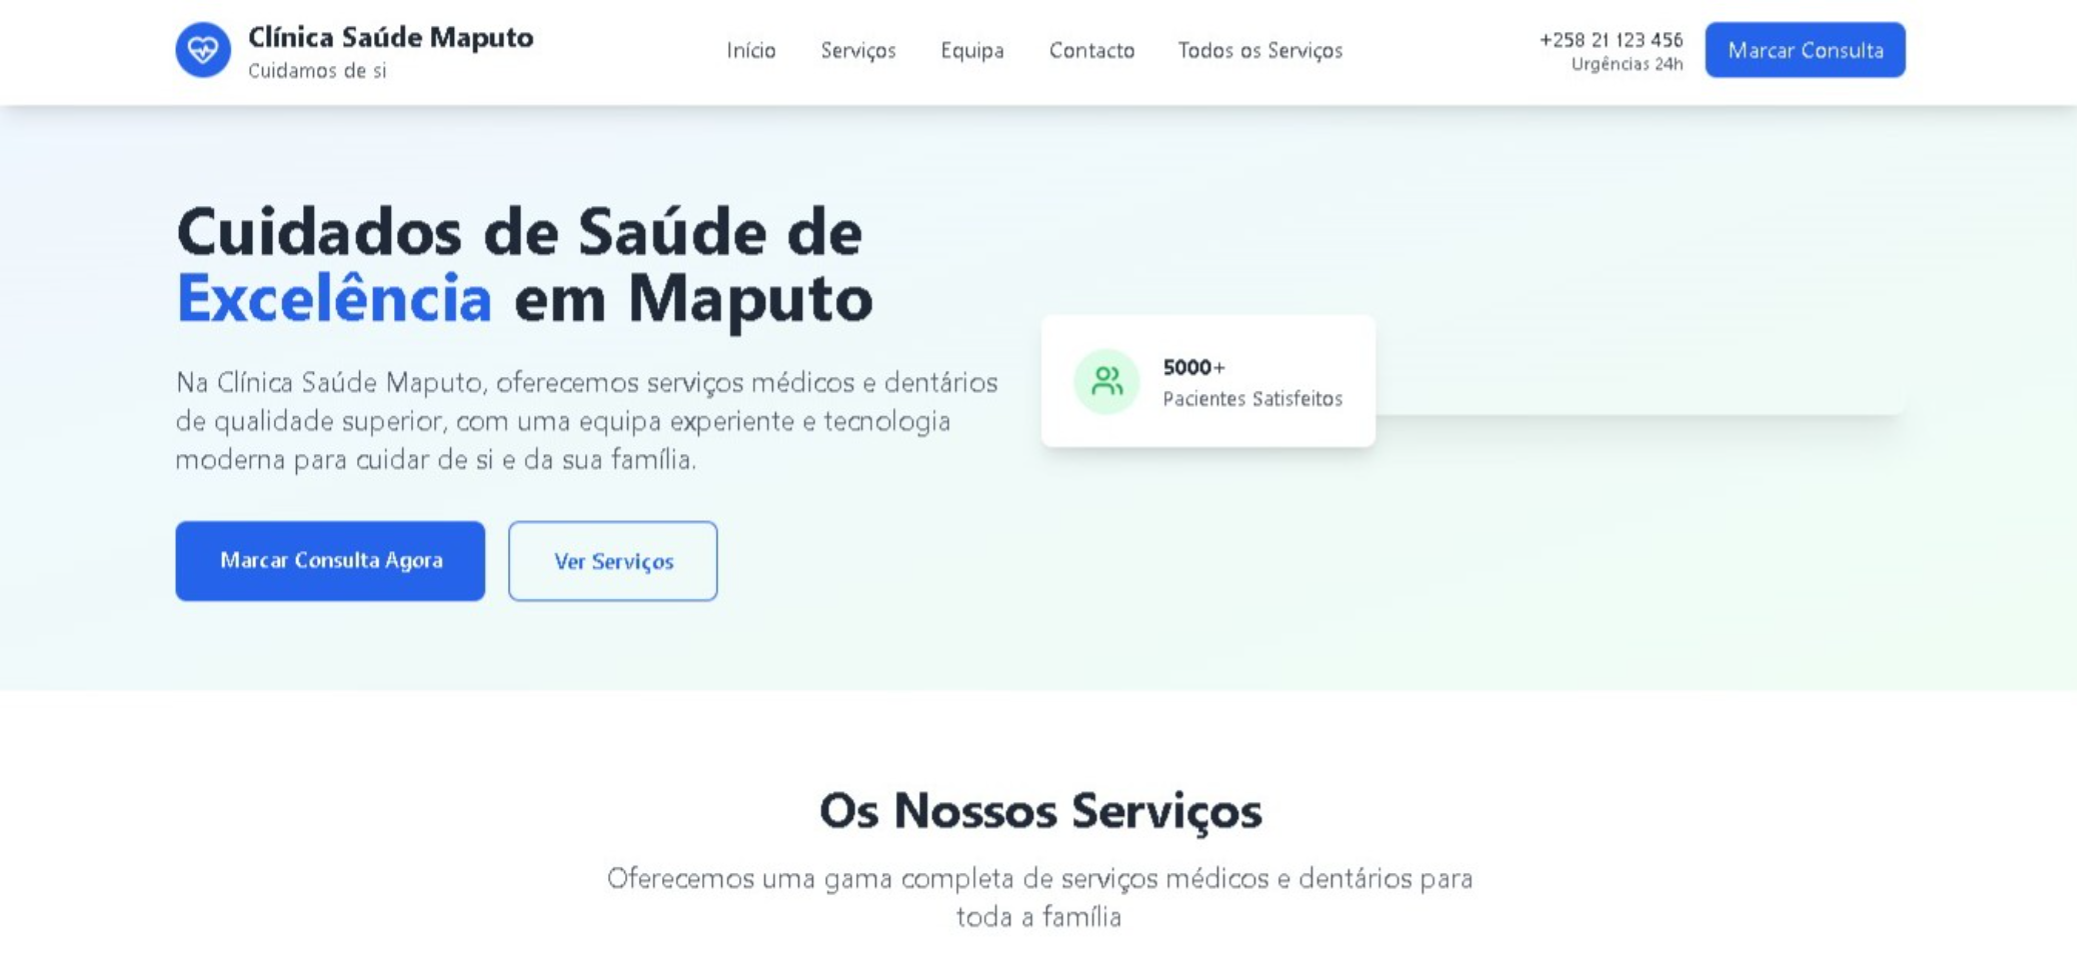 Clínica Saúde Maputo
Cuidamos de si
Início
Serviços
Equipa
Contacto
Todos os Serviços
+258 21 123 456
Urgências 24h
Marcar Consulta
Cuidados de Saúde de
Excelência em Maputo
Na Clínica Saúde Maputo, oferecemos serviços médicos e dentários
de qualidade superior, com uma equipa experiente e tecnologia
moderna para cuidar de si e da sua família.
Marcar Consulta Agora
Ver Serviços
5000+
Pacientes Satisfeitos
Os Nossos Serviços
Oferecemos uma gama completa de serviços médicos e dentários para
toda a família